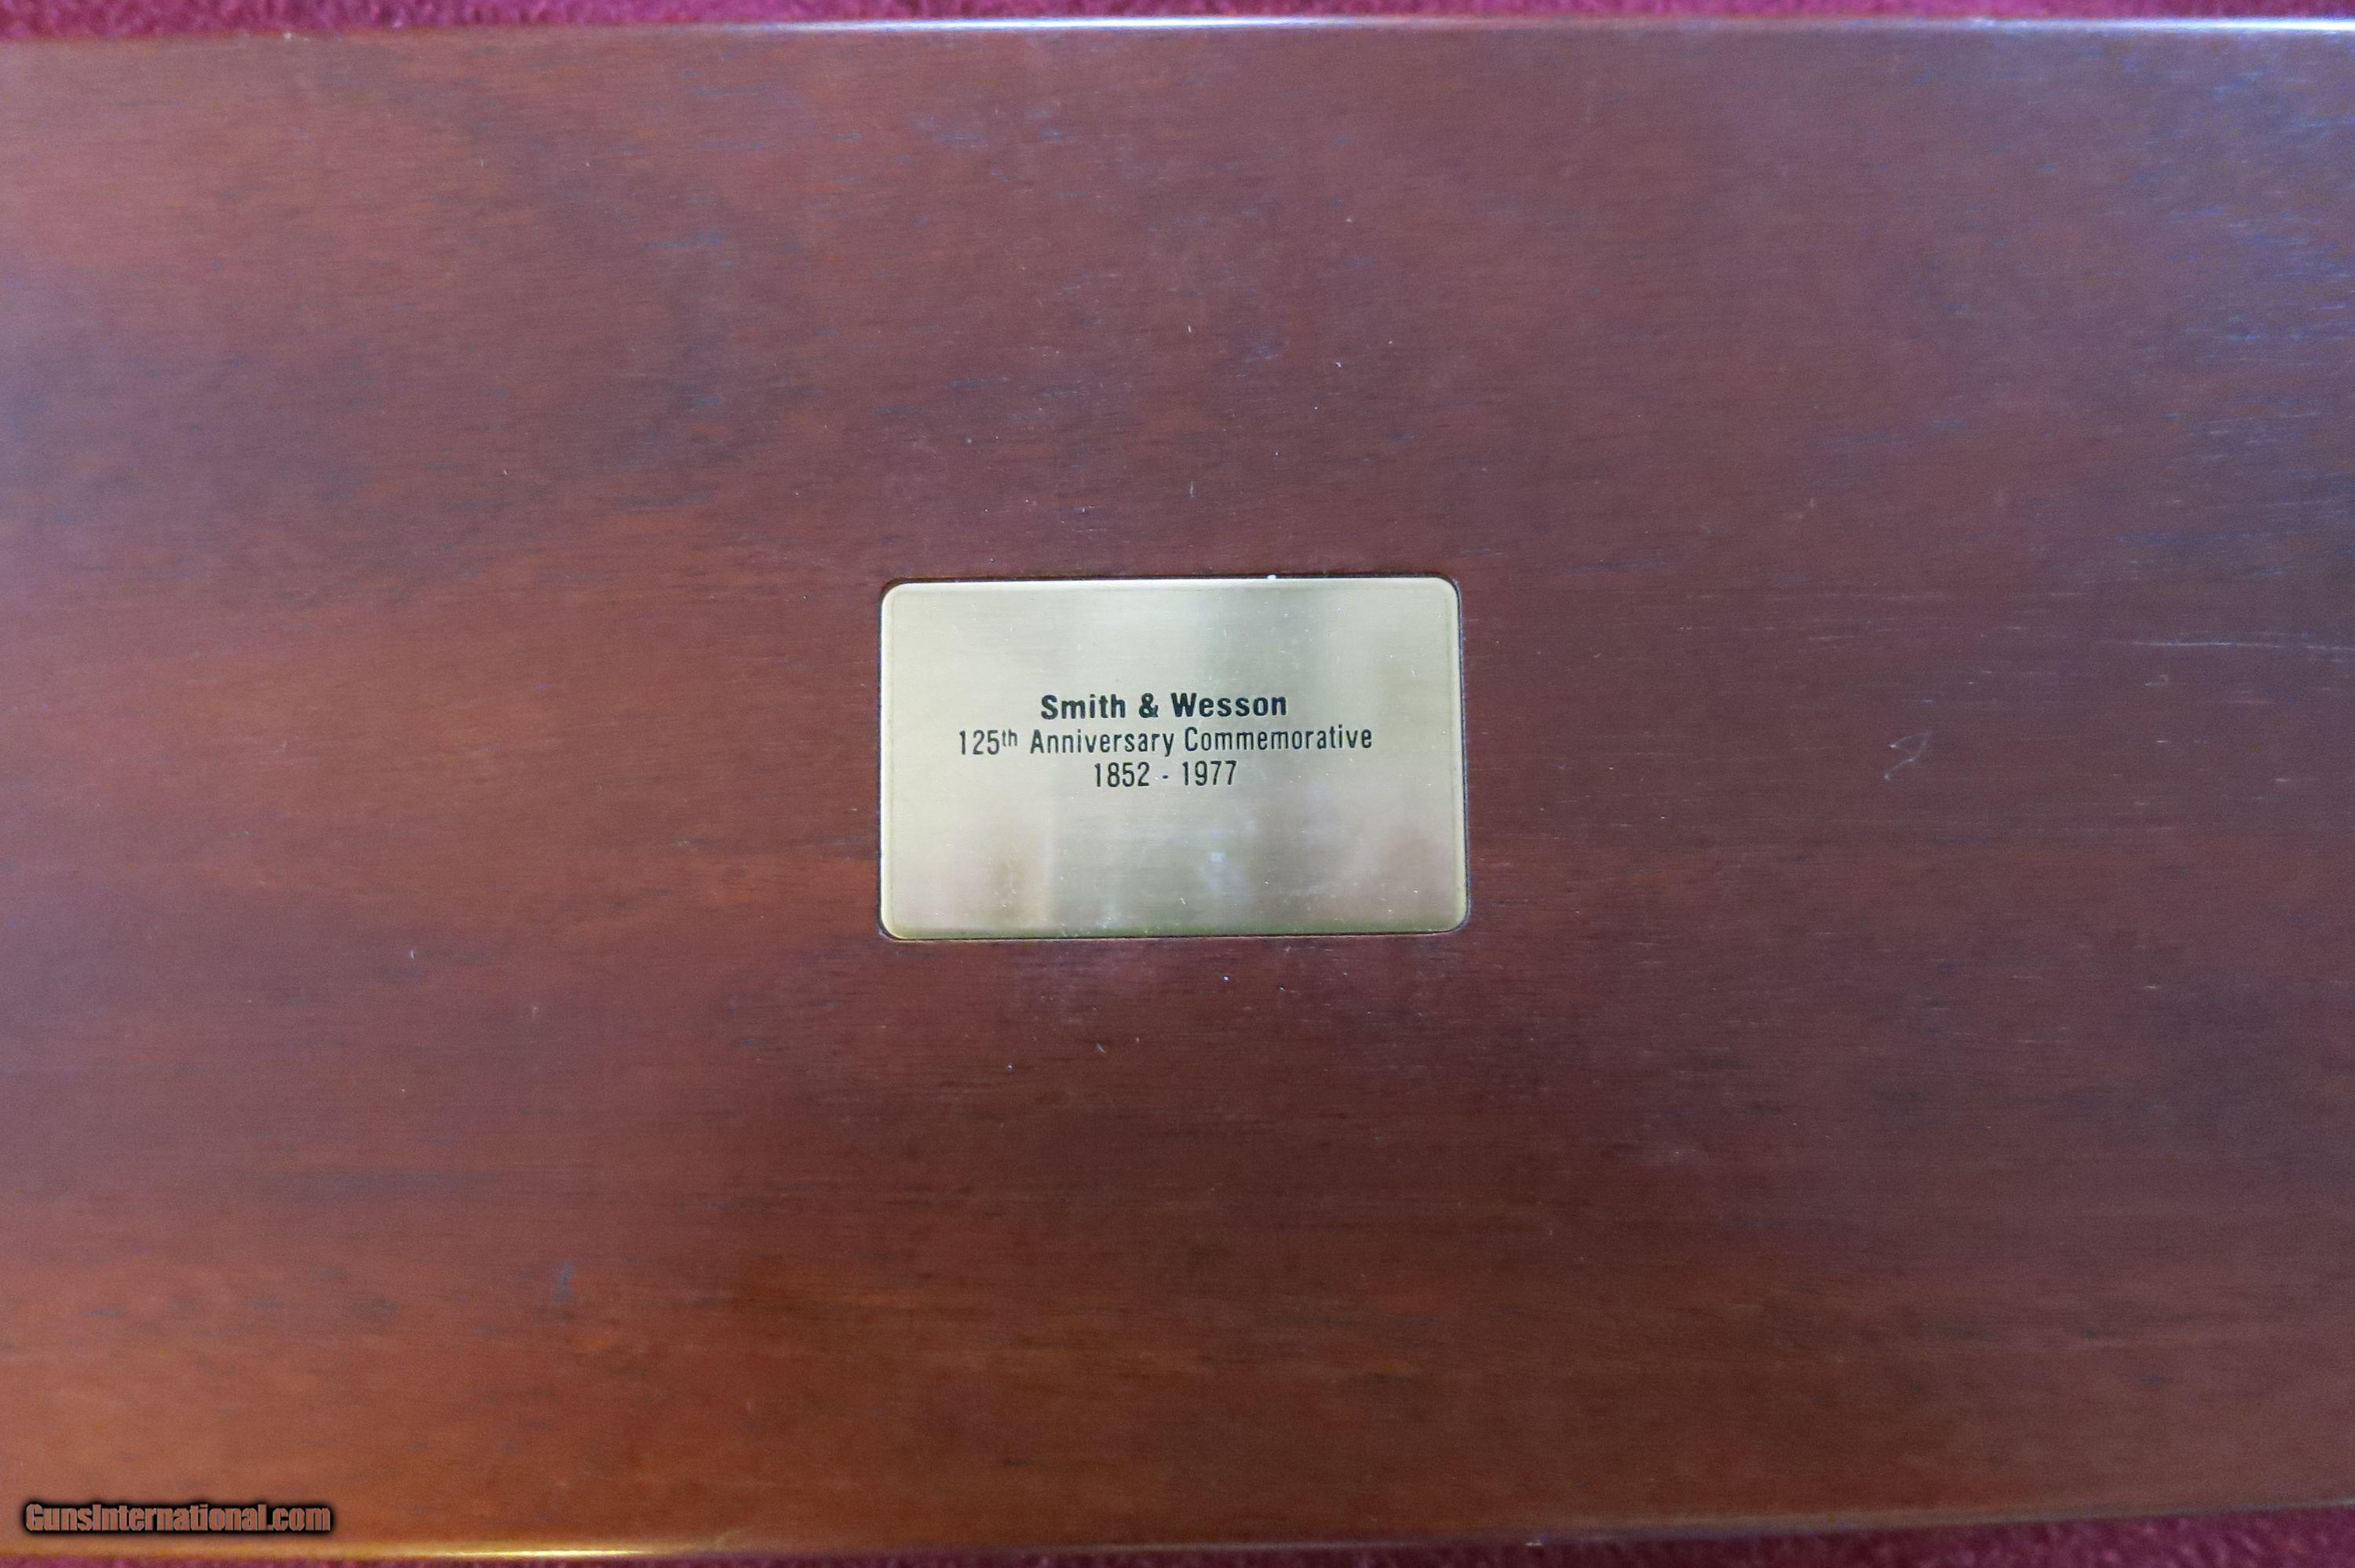 Smith & Wesson
125th Anniversary Commemorative
1852 - 1977
GunsInternational.com